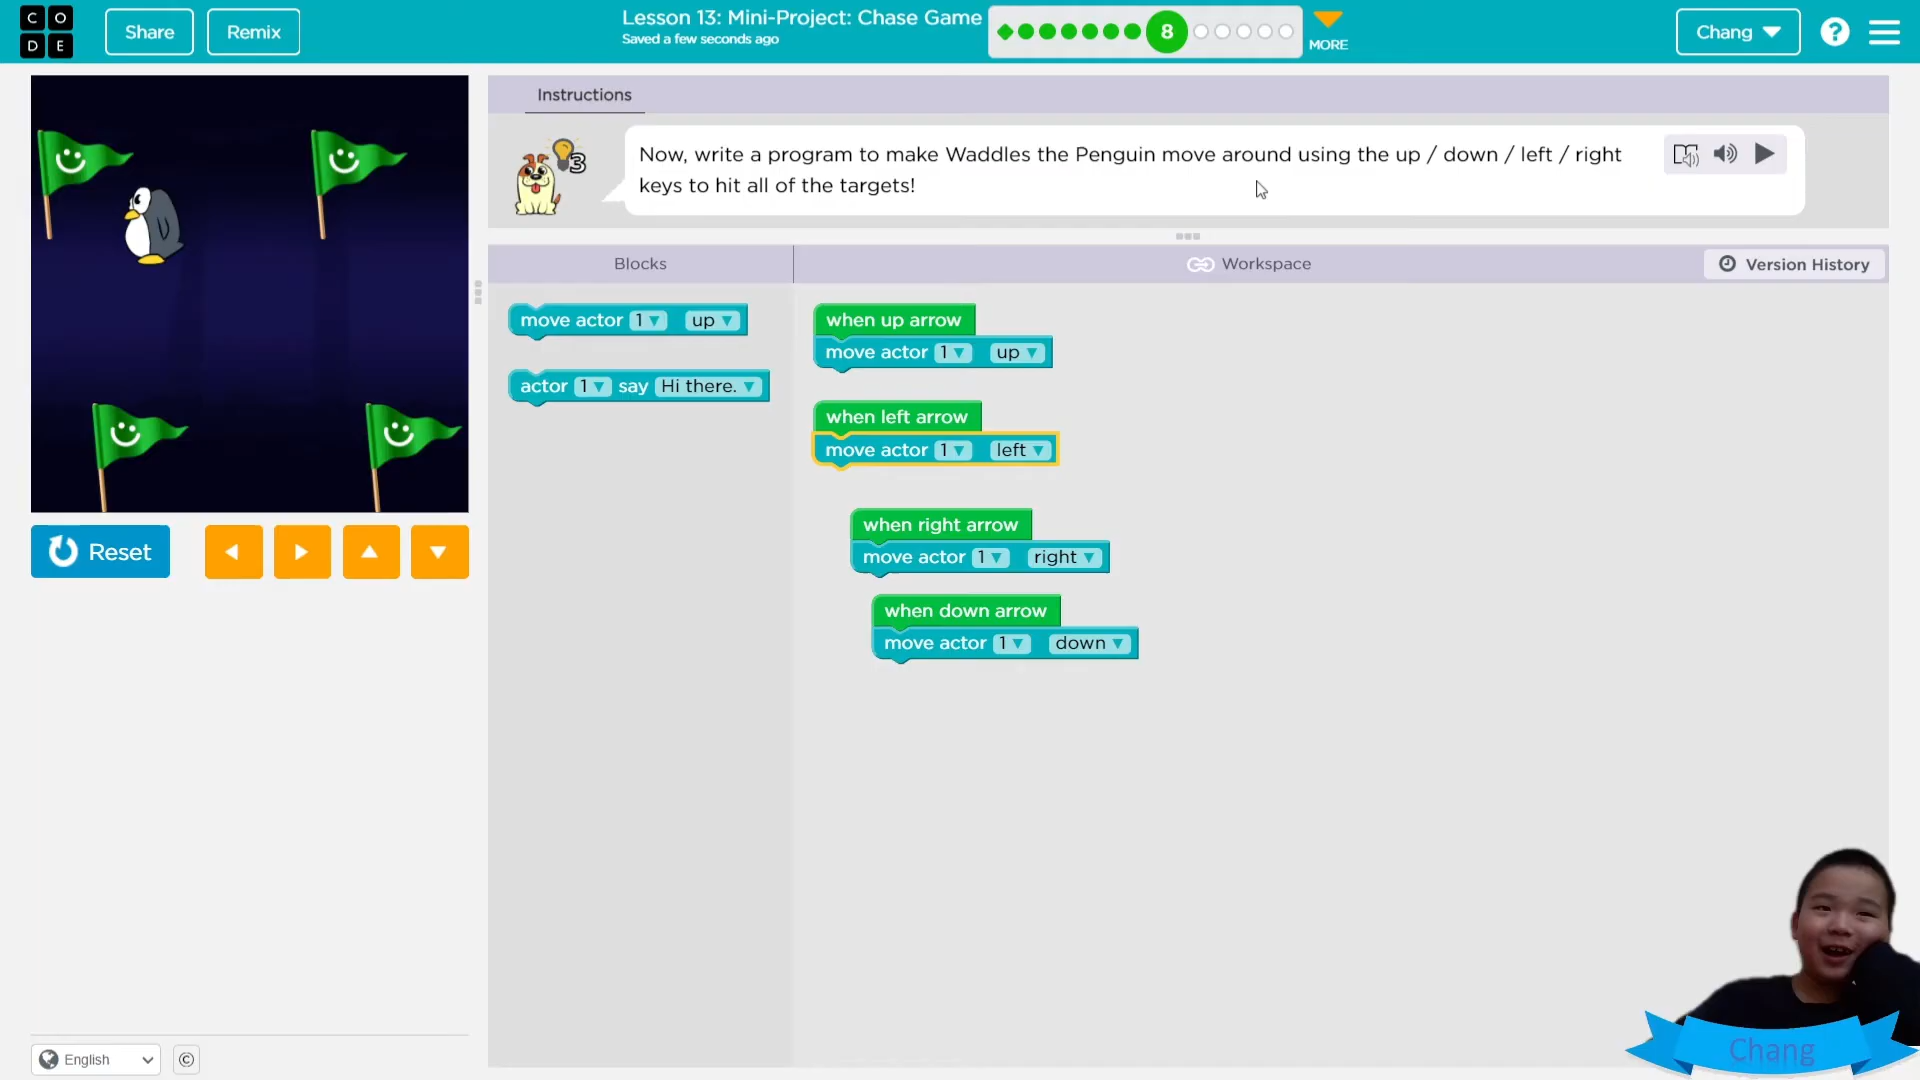 CODE
Share
Remix
Lesson 13: Mini-Project: Chase Game
Saved a few seconds ago
8
MORE
Chang
?
Instructions
3
Now, write a program to make Waddles the Penguin move around using the up / down / left / right
keys to hit all of the targets!
Blocks
Workspace
Version History
move actor 1 up
actor 1 say Hi there.
when up arrow
move actor 1 up
when left arrow
move actor 1 left
when right arrow
move actor 1 right
when down arrow
move actor 1 down
Reset
English
©
Chang